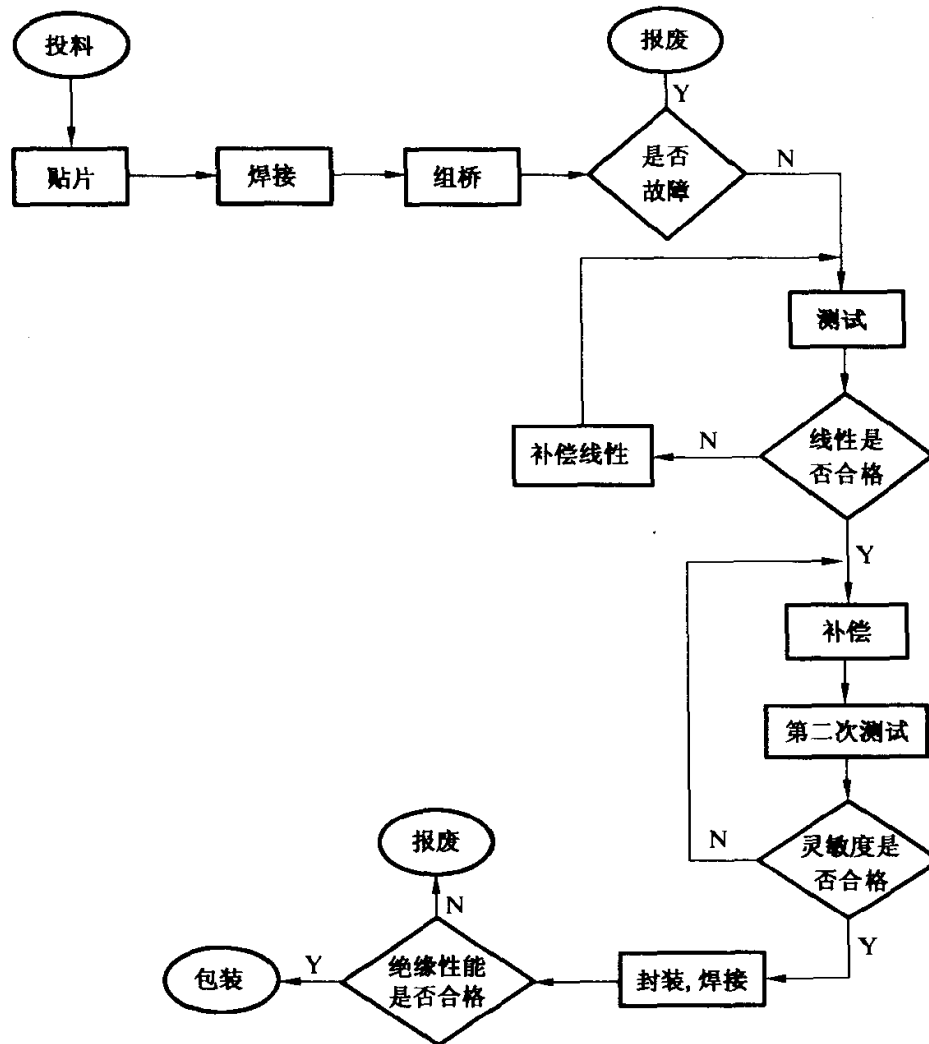 投料
报废
Y
贴片
焊接
组桥
是否
故障
N
测试
补偿线性
N
线性是
否合格
Y
补偿
第二次测试
报废
N
灵敏度是
否合格
N
Y
包装
Y
绝缘性能
是否合格
封装,焊接